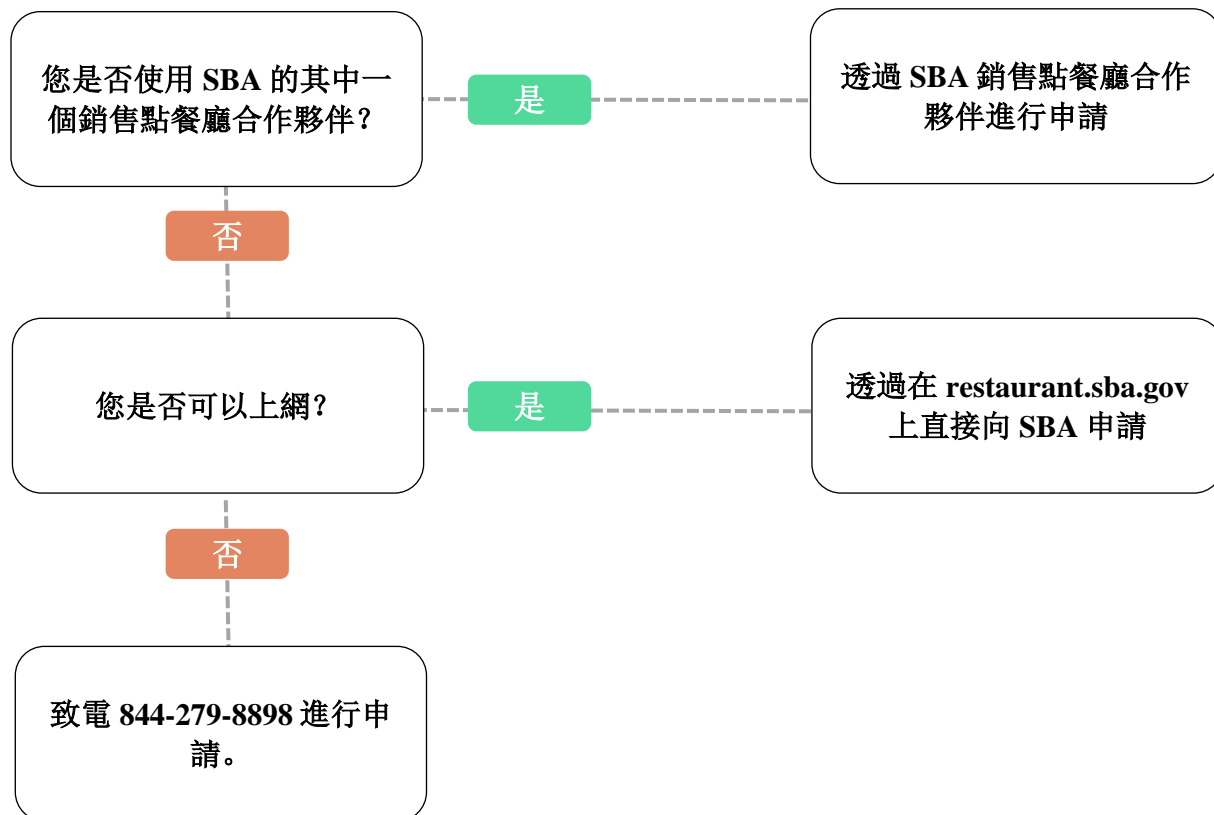 您是否使用 SBA 的其中一
個銷售點餐廳合作夥伴？
是
透過 SBA 銷售點餐廳合作
夥伴進行申請
否
您是否可以上網？
是
透過在 restaurant.sba.gov
上直接向 SBA 申請
否
致電 844-279-8898 進行申
請。